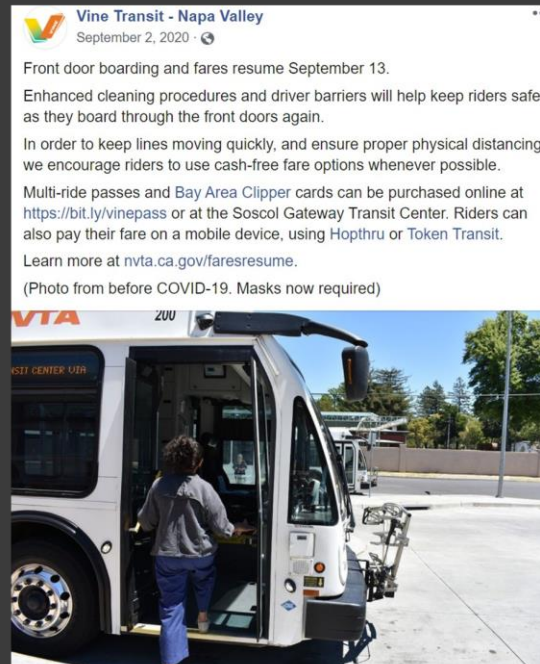 Vine Transit - Napa Valley
September 2, 2020 ·
Front door boarding and fares resume September 13.
Enhanced cleaning procedures and driver barriers will help keep riders safe
as they board through the front doors again.
In order to keep lines moving quickly, and ensure proper physical distancing
we encourage riders to use cash-free fare options whenever possible.
Multi-ride passes and Bay Area Clipper cards can be purchased online at
https://bit.ly/vinepass or at the Soscol Gateway Transit Center. Riders can
also pay their fare on a mobile device, using Hopthru or Token Transit.
Learn more at nvta.ca.gov/faresresume.
(Photo from before COVID-19. Masks now required)
NVTA
200
SIT CENTER VIA